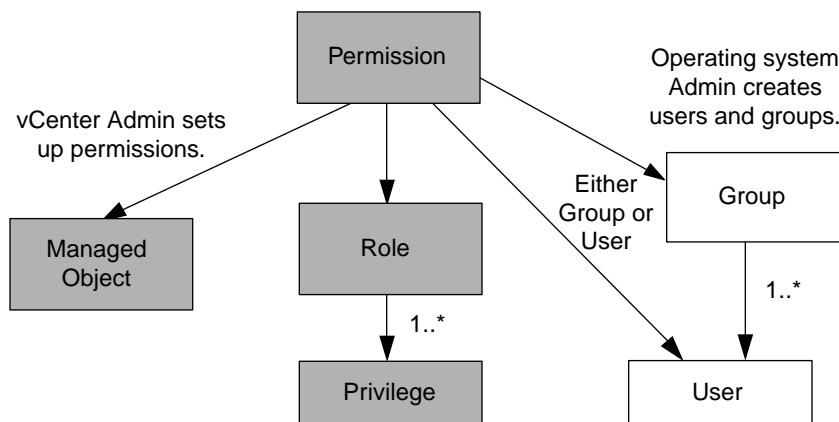 Permission
Operating system
Admin creates
users and groups.
vCenter Admin sets
up permissions.
Either
Group or
User
Group
Managed
Object
Role
1..*
1..*
Privilege
User